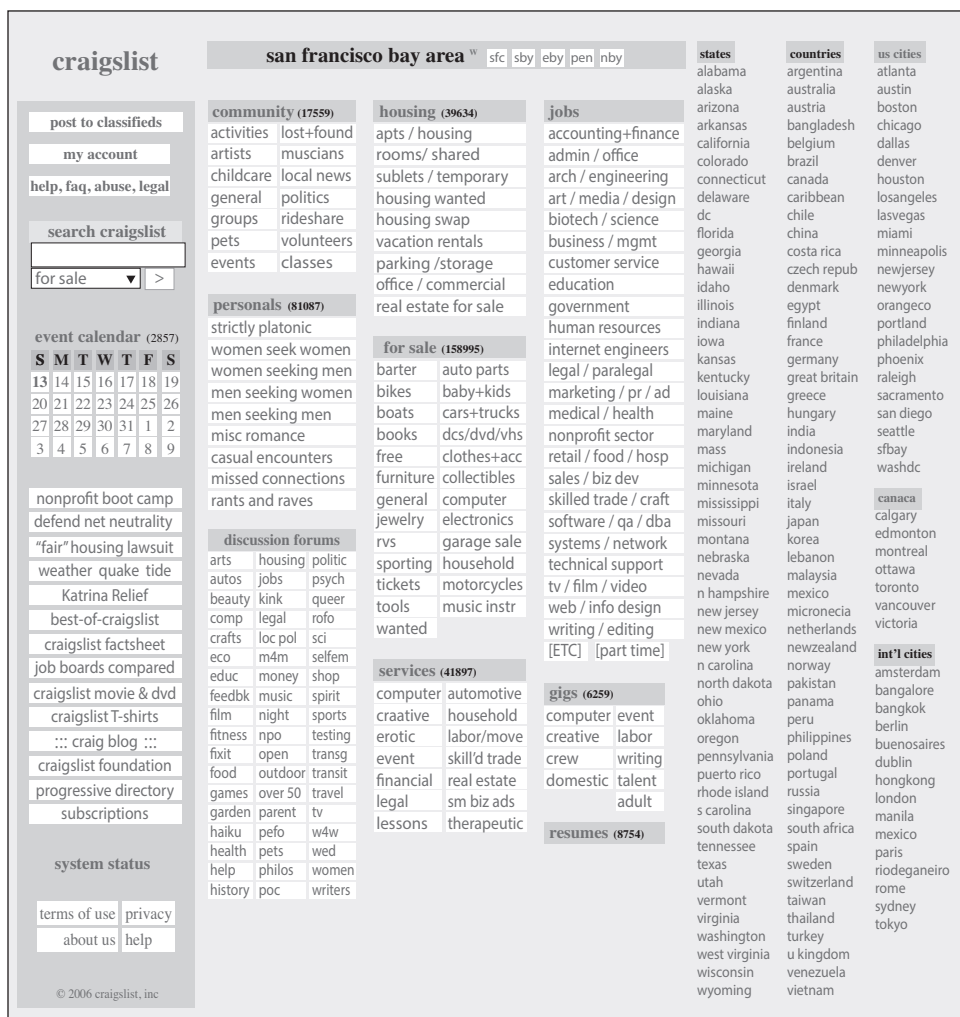 craigslist
post to classifieds
my account
help, faq, abuse, legal
search craigslist
for sale ▼ >
event calendar (2857)
S M T W T F S
13 14 15 16 17 18 19
20 21 22 23 24 25 26
27 28 29 30 31 1 2
3 4 5 6 7 8 9
nonprofit boot camp
defend net neutrality
“fair” housing lawsuit
weather quake tide
Katrina Relief
best-of-craigslist
craigslist factsheet
job boards compared
craigslist movie & dvd
craigslist T-shirts
::: craig blog :::
craigslist foundation
progressive directory
subscriptions
system status
terms of use privacy
about us help
© 2006 craigslist, inc
san francisco bay area w sfc sby eby pen nby
community (17559)
activities lost+found
artists muscians
childcare local news
general politics
groups rideshare
pets volunteers
events classes
personals (81087)
strictly platonic
women seek women
women seeking men
men seeking women
men seeking men
misc romance
casual encounters
missed connections
rants and raves
discussion forums
arts housing politic
autos jobs psych
beauty kink queer
comp legal rofo
crafts loc pol sci
eco m4m selfem
educ money shop
feedbk music spirit
film night sports
fitness npo testing
fixit open transg
food outdoor transit
games over 50 travel
garden parent tv
haiku pefo w4w
health pets wed
help philos women
history poc writers
housing (39634)
apts / housing
rooms/ shared
sublets / temporary
housing wanted
housing swap
vacation rentals
parking /storage
office / commercial
real estate for sale
for sale (158995)
barter auto parts
bikes baby+kids
boats cars+trucks
books dcs/dvd/vhs
free clothes+acc
furniture collectibles
general computer
jewelry electronics
rvs garage sale
sporting household
tickets motorcycles
tools music instr
wanted
services (41897)
computer automotive
craative household
erotic labor/move
event skill'd trade
financial real estate
legal sm biz ads
lessons therapeutic
jobs
accounting+finance
admin / office
arch / engineering
art / media / design
biotech / science
business / mgmt
customer service
education
government
human resources
internet engineers
legal / paralegal
marketing / pr / ad
medical / health
nonprofit sector
retail / food / hosp
sales / biz dev
skilled trade / craft
software / qa / dba
systems / network
technical support
tv / film / video
web / info design
writing / editing
[ETC] [part time]
gigs (6259)
computer event
creative labor
crew writing
domestic talent
adult
resumes (8754)
states
alabama
alaska
arizona
arkansas
california
colorado
connecticut
delaware
dc
florida
georgia
hawaii
idaho
illinois
indiana
iowa
kansas
kentucky
louisiana
maine
maryland
mass
michigan
minnesota
mississippi
missouri
montana
nebraska
nevada
n hampshire
new jersey
new mexico
new york
n carolina
north dakota
ohio
oklahoma
oregon
pennsylvania
puerto rico
rhode island
s carolina
south dakota
tennessee
texas
utah
vermont
virginia
washington
west virginia
wisconsin
wyoming
countries
argentina
australia
austria
bangladesh
belgium
brazil
canada
caribbean
chile
china
costa rica
czech repub
denmark
egypt
finland
france
germany
great britain
greece
hungary
india
indonesia
ireland
israel
italy
japan
korea
lebanon
malaysia
mexico
micronecia
netherlands
newzealand
norway
pakistan
panama
peru
philippines
poland
portugal
russia
singapore
south africa
spain
sweden
switzerland
taiwan
thailand
turkey
u kingdom
venezuela
vietnam
us cities
atlanta
austin
boston
chicago
dallas
denver
houston
losangeles
lasvegas
miami
minneapolis
newjersey
newyork
orangeco
portland
philadelphia
phoenix
raleigh
sacramento
san diego
seattle
sfbay
washdc
canaca
calgary
edmonton
montreal
ottawa
toronto
vancouver
victoria
int'l cities
amsterdam
bangalore
bangkok
berlin
buenosaires
dublin
hongkong
london
manila
mexico
paris
riodeganeiro
rome
sydney
tokyo